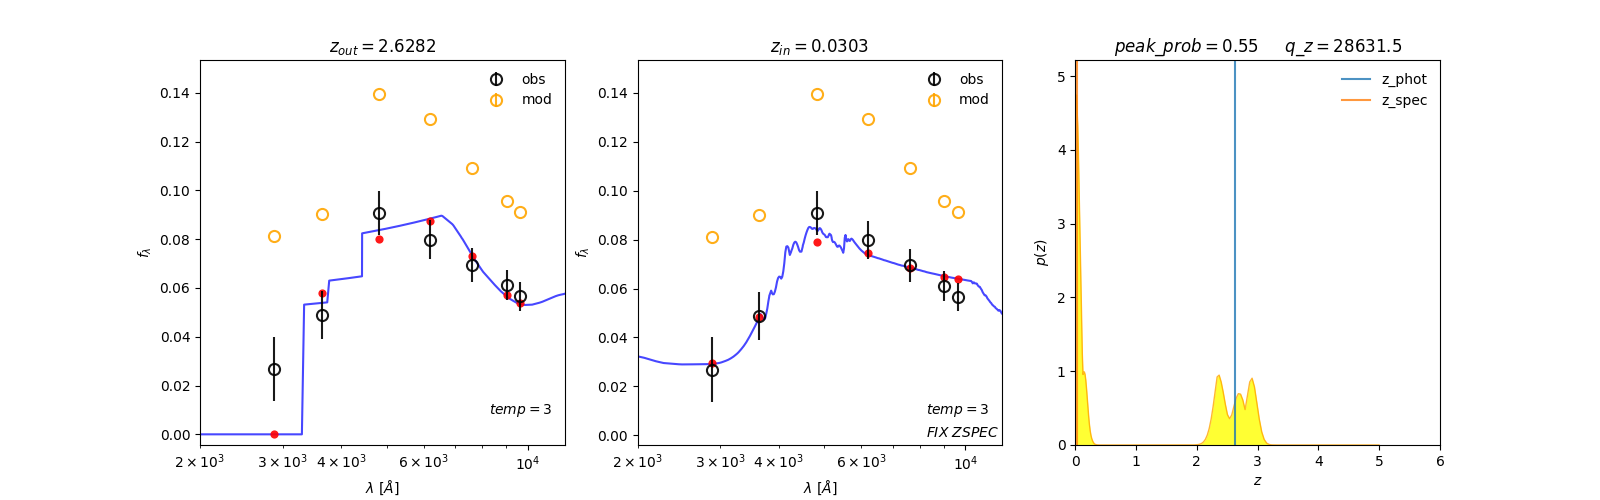 z_out = 2.6282
z_in = 0.0303
peak_prob = 0.55 q_z = 28631.5
obs
mod
obs
mod
z_phot
z_spec
0.14
0.12
0.10
0.08
0.06
0.04
0.02
0.00
f_λ
temp = 3
2 × 10³ 3 × 10³ 4 × 10³ 6 × 10³ 10⁴
λ [Å]
0.14
0.12
0.10
0.08
0.06
0.04
0.02
0.00
f_λ
temp = 3
FIX ZSPEC
2 × 10³ 3 × 10³ 4 × 10³ 6 × 10³ 10⁴
λ [Å]
5
4
3
2
1
0
p(z)
0 1 2 3 4 5 6
z